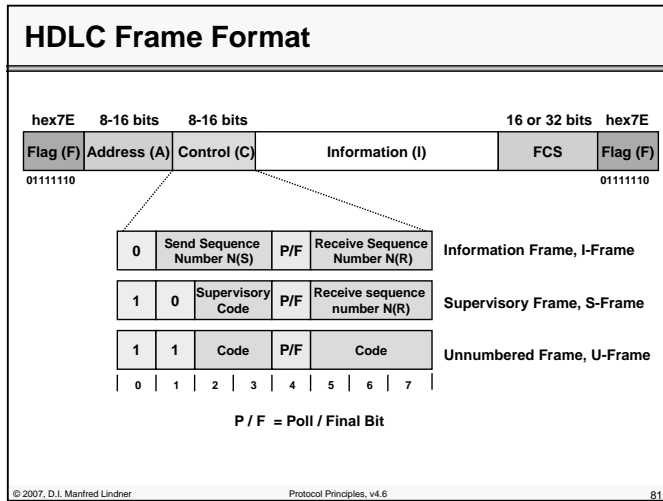 HDLC Frame Format
hex7E 8-16 bits 8-16 bits 16 or 32 bits hex7E
Flag (F) Address (A) Control (C) Information (I) FCS Flag (F)
01111110 01111110
0 Send Sequence Number N(S) P/F Receive Sequence Number N(R) Information Frame, I-Frame
1 0 Supervisory Code P/F Receive sequence number N(R) Supervisory Frame, S-Frame
1 1 Code P/F Code Unnumbered Frame, U-Frame
0 1 2 3 4 5 6 7
P / F = Poll / Final Bit
© 2007, D.I. Manfred Lindner Protocol Principles, v4.6 81